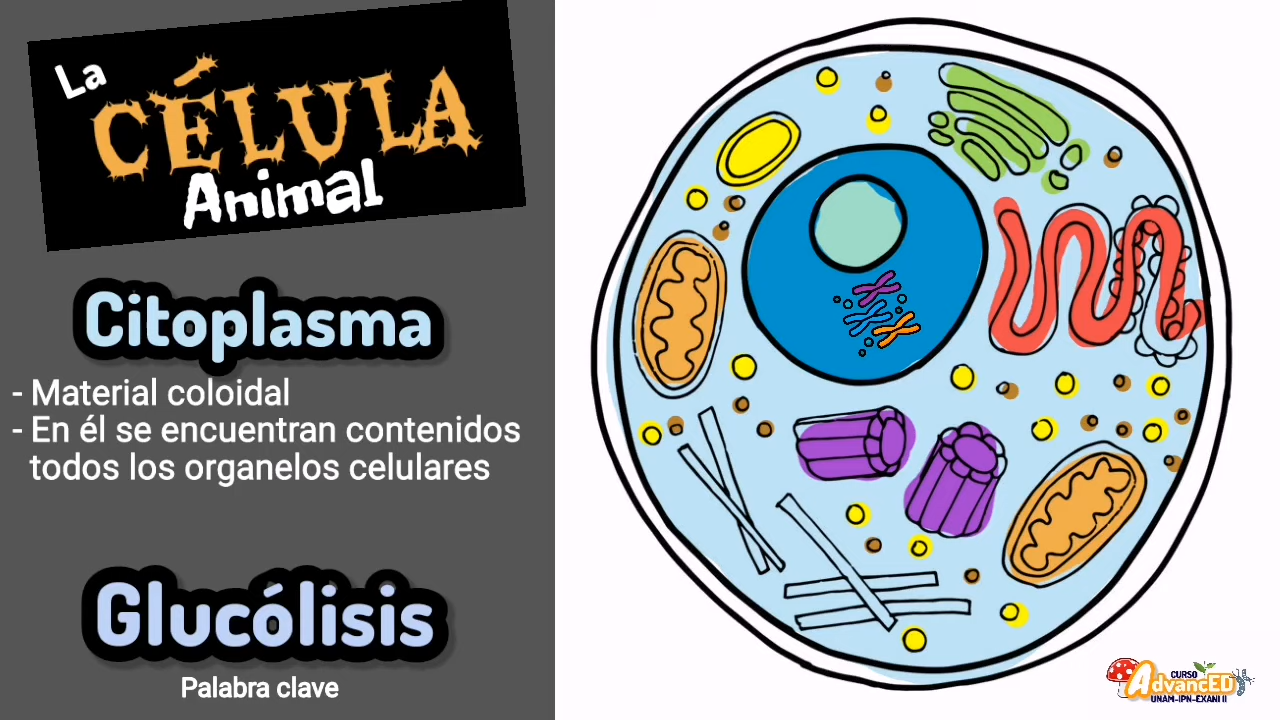 La
CÉLULA
Animal
Citoplasma
- Material coloidal
- En él se encuentran contenidos
todos los organelos celulares
Glucólisis
Palabra clave
CURSO
AdvancED
UNAM-IPN-EXANI II